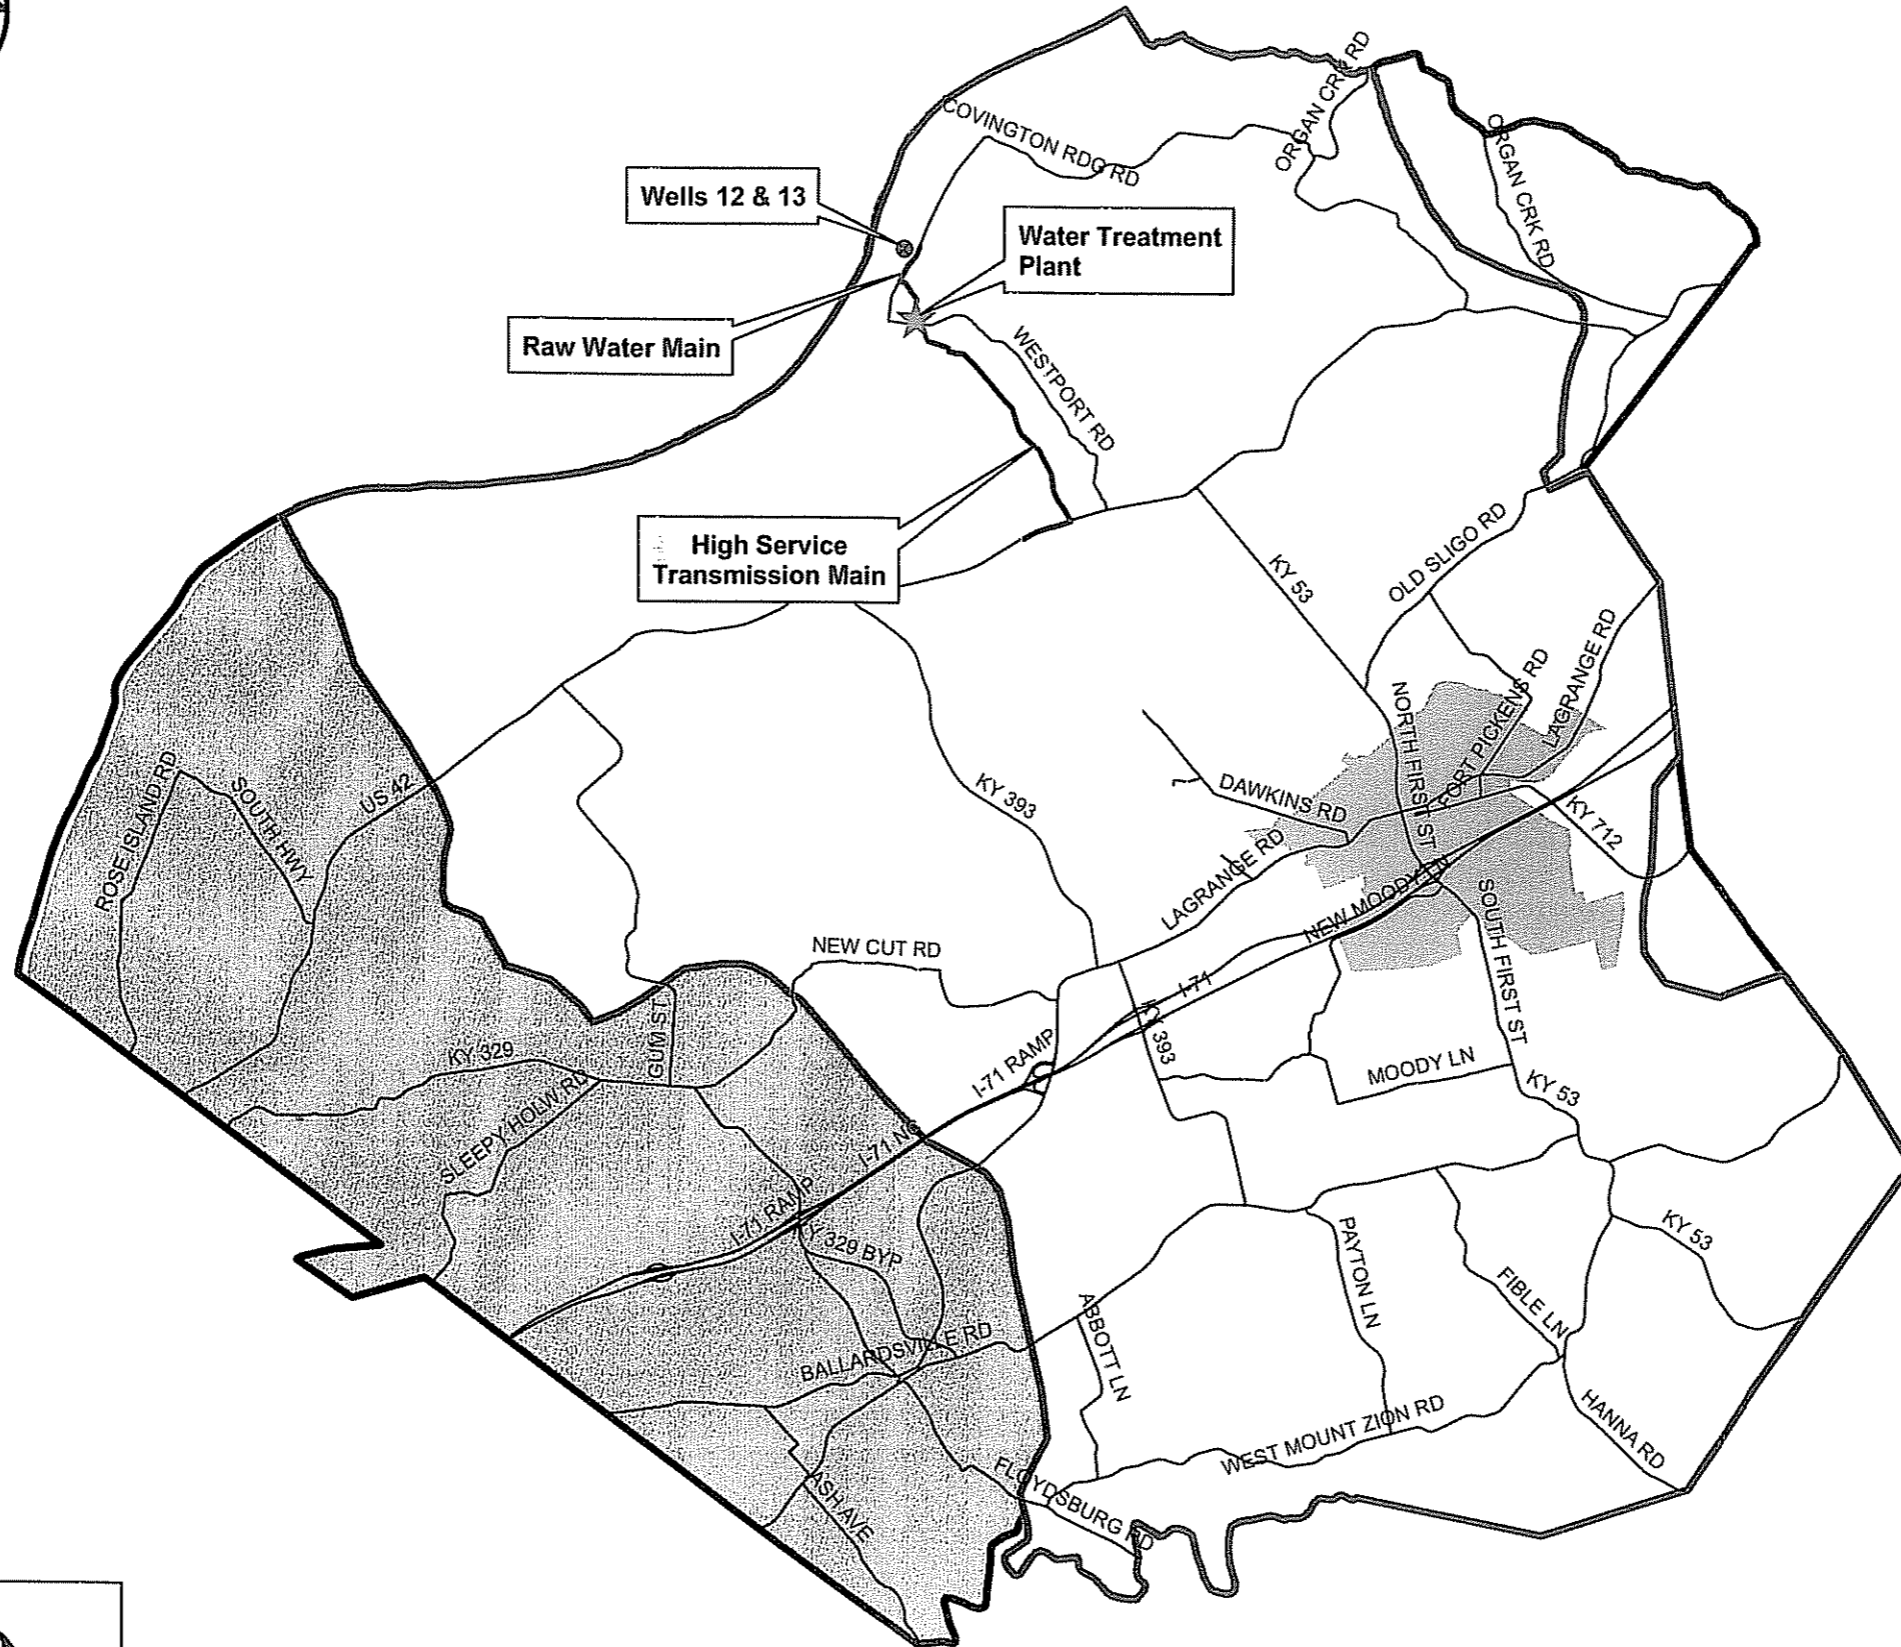 ORGAN CRK RD
COVINGTON RDG RD
ORGAN CRK RD
Wells 12 & 13
Water Treatment
Plant
Raw Water Main
WESTPORT RD
High Service
Transmission Main
KY 53
OLD SLIGO RD
LAGRANGE RD
FORT PICKENS RD
NORTH FIRST ST
DAWKINS RD
KY 712
KY 393
US 42
ROSE ISLAND RD
SOUTH HWY
LAGRANGE RD
NEW MOODY LN
SOUTH FIRST ST
NEW CUT RD
I-71
KY 393
I-71 RAMP
GUM ST
KY 329
MOODY LN
KY 53
SLEEPY HOLW RD
I-71 NO
I-71 RAMP
KY 329 BYP
PAYTON LN
KY 53
FIBLE LN
ABBOTT LN
BALLARDSVILLE RD
HANNA RD
WEST MOUNT ZION RD
FLOYDSBURG RD
ASH AVE